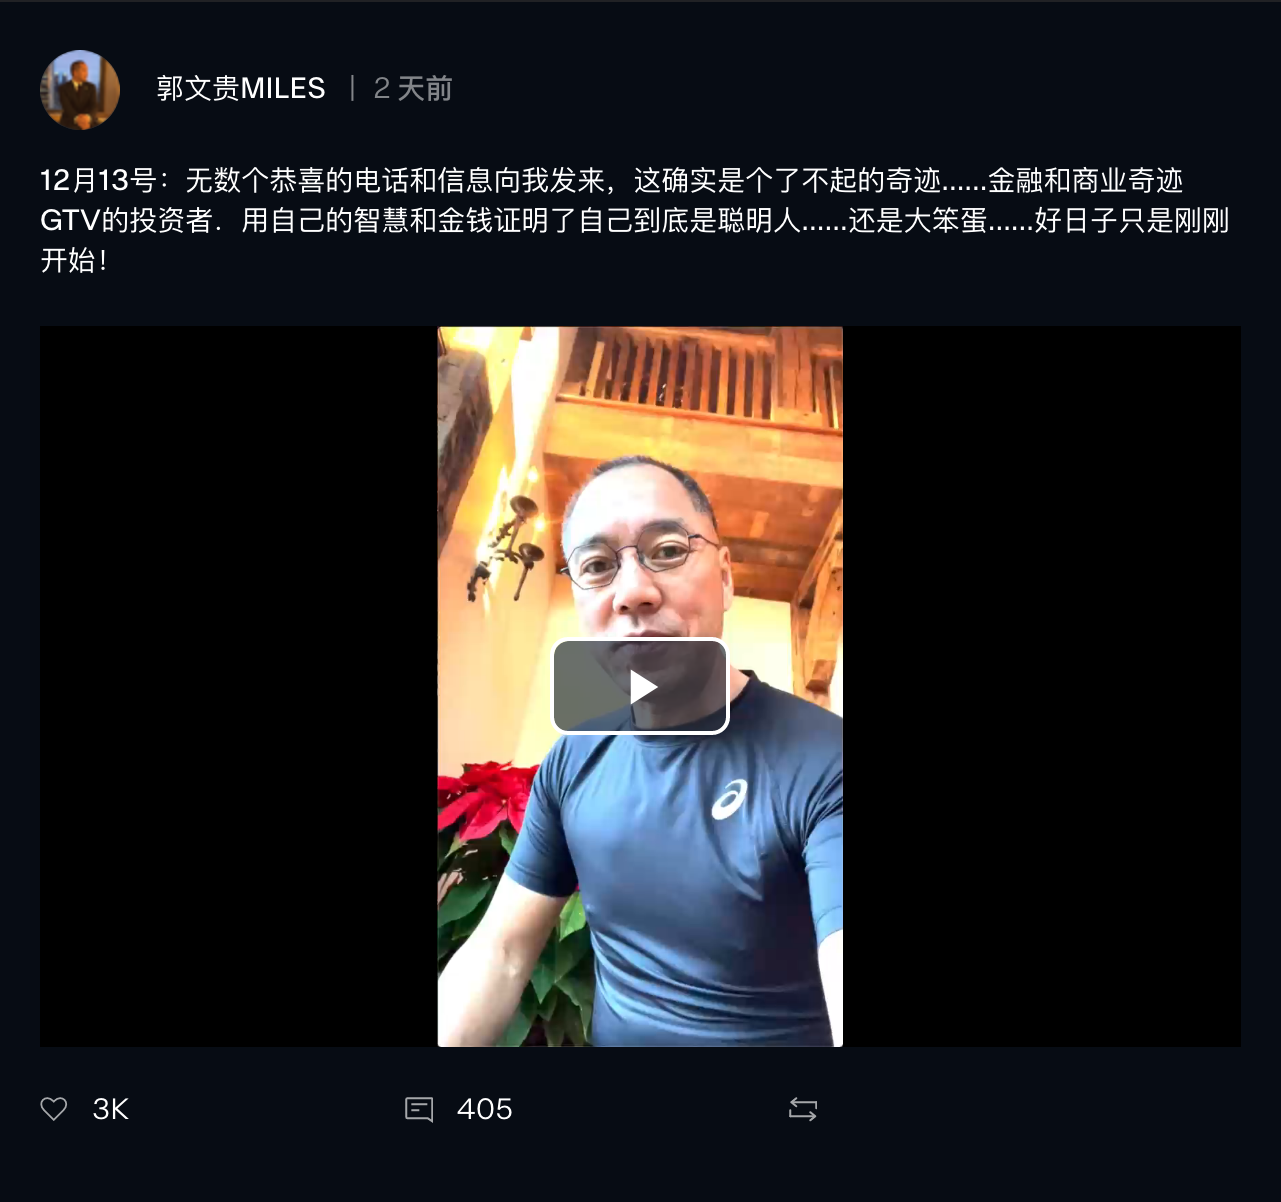 郭文贵MILES | 2 天前
12月13号：无数个恭喜的电话和信息向我发来，这确实是个了不起的奇迹......金融和商业奇迹
GTV的投资者．用自己的智慧和金钱证明了自己到底是聪明人......还是大笨蛋......好日子只是刚刚
开始！
3K 405